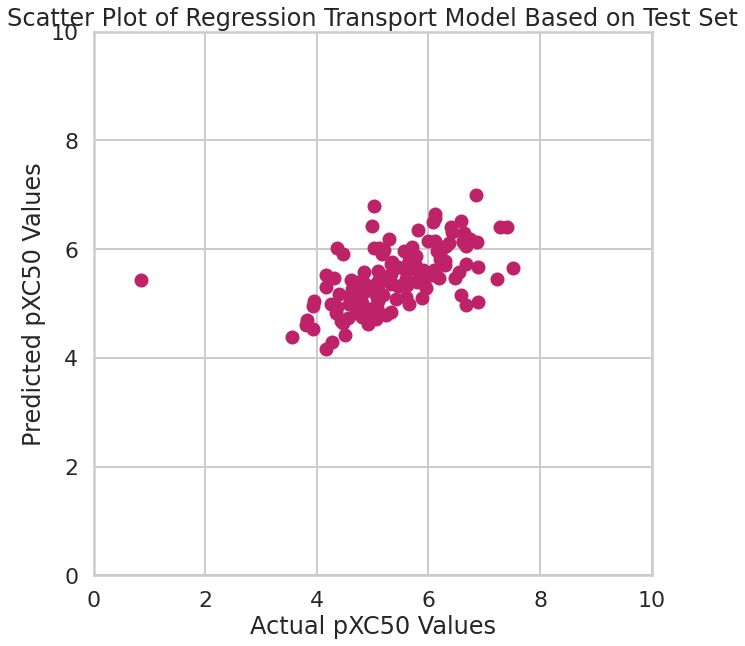 Scatter Plot of Regression Transport Model Based on Test Set
10
8
6
4
2
0
Predicted pXC50 Values
0 2 4 6 8 10
Actual pXC50 Values